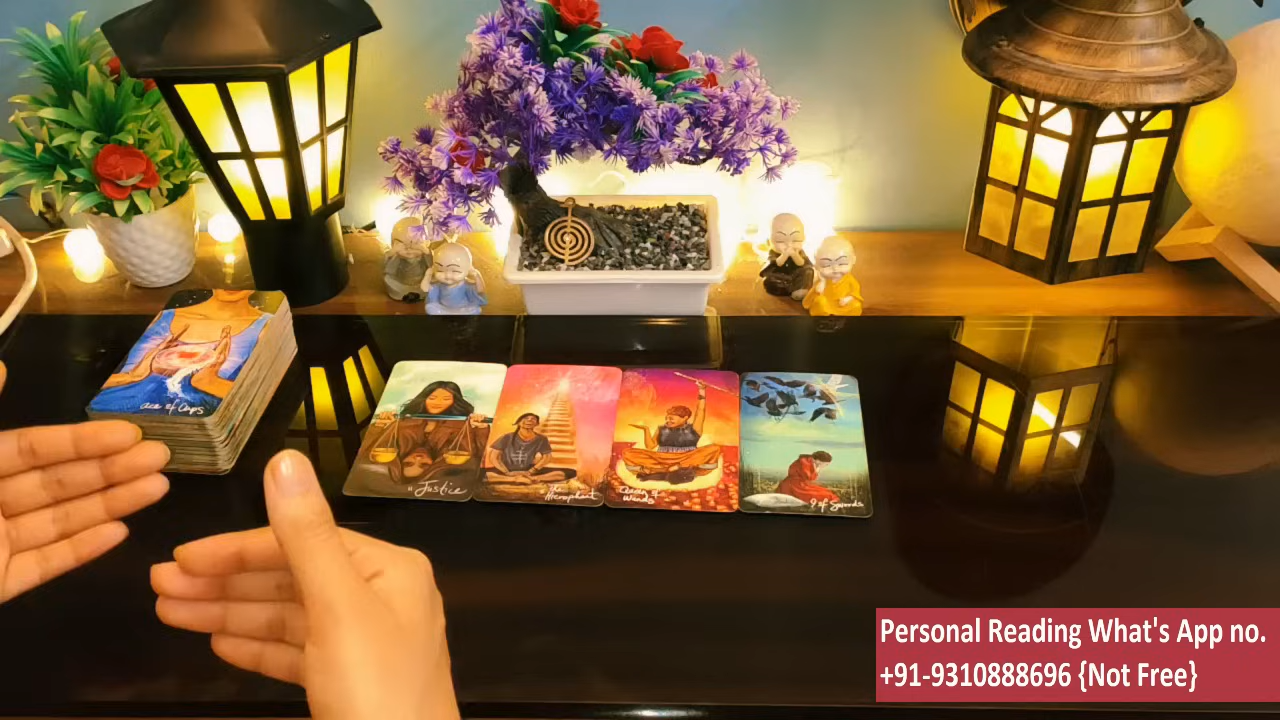 ace of Cups
11 Justice
The
Hierophant
Queen of
Wands
9 of Swords
Personal Reading What's App no.
+91-9310888696 {Not Free}